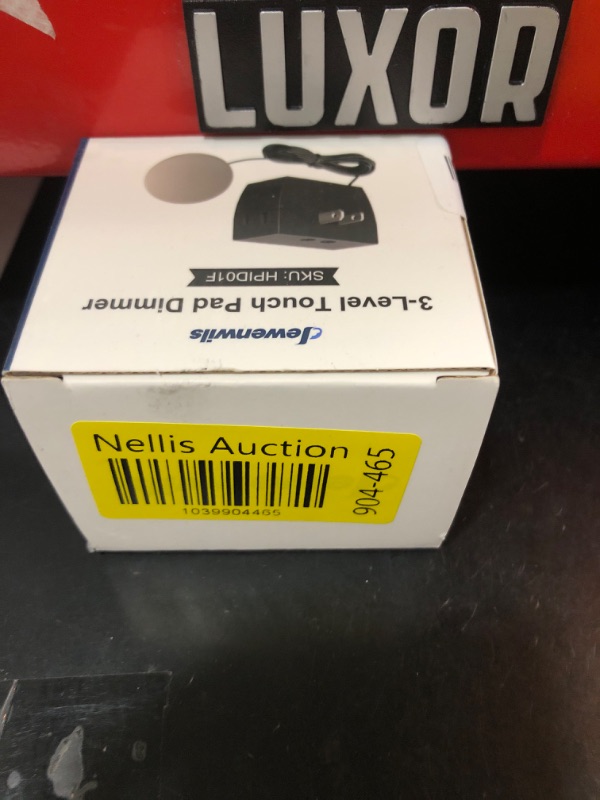 LUXOR
Dewenwils
3-Level Touch Pad Dimmer
SKU: HPID01F
Nellis Auction
1039904465
904-465